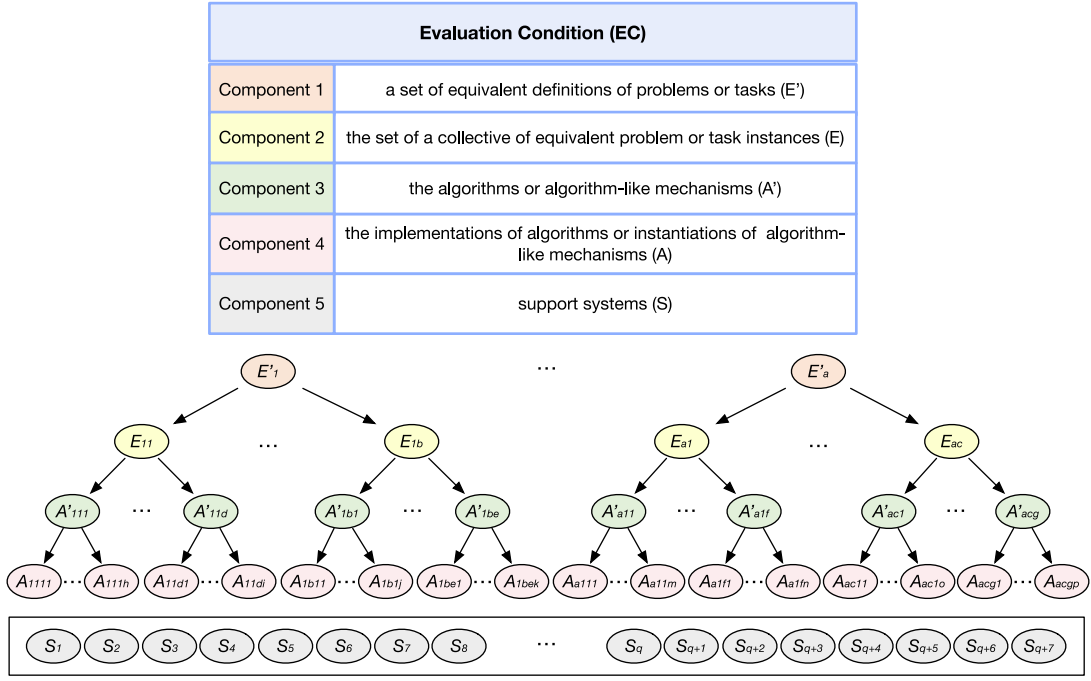 Evaluation Condition (EC)
Component 1 a set of equivalent definitions of problems or tasks (E')
Component 2 the set of a collective of equivalent problem or task instances (E)
Component 3 the algorithms or algorithm-like mechanisms (A')
Component 4 the implementations of algorithms or instantiations of algorithm-
like mechanisms (A)
Component 5 support systems (S)
E'1 ... E'a
E11 ... E1b Ea1 ... Eac
A'111 ... A'11d A'1b1 ... A'1be A'a11 ... A'a1f A'ac1 ... A'acg
A1111 ... A111h A11d1 ... A11di A1b11 ... A1b1j A1be1 ... A1bek Aa111 ... Aa11m Aa1f1 ... Aa1fn Aac11 ... Aac1o Aacg1 ... Aacgp
S1 S2 S3 S4 S5 S6 S7 S8 ... Sq Sq+1 Sq+2 Sq+3 Sq+4 Sq+5 Sq+6 Sq+7